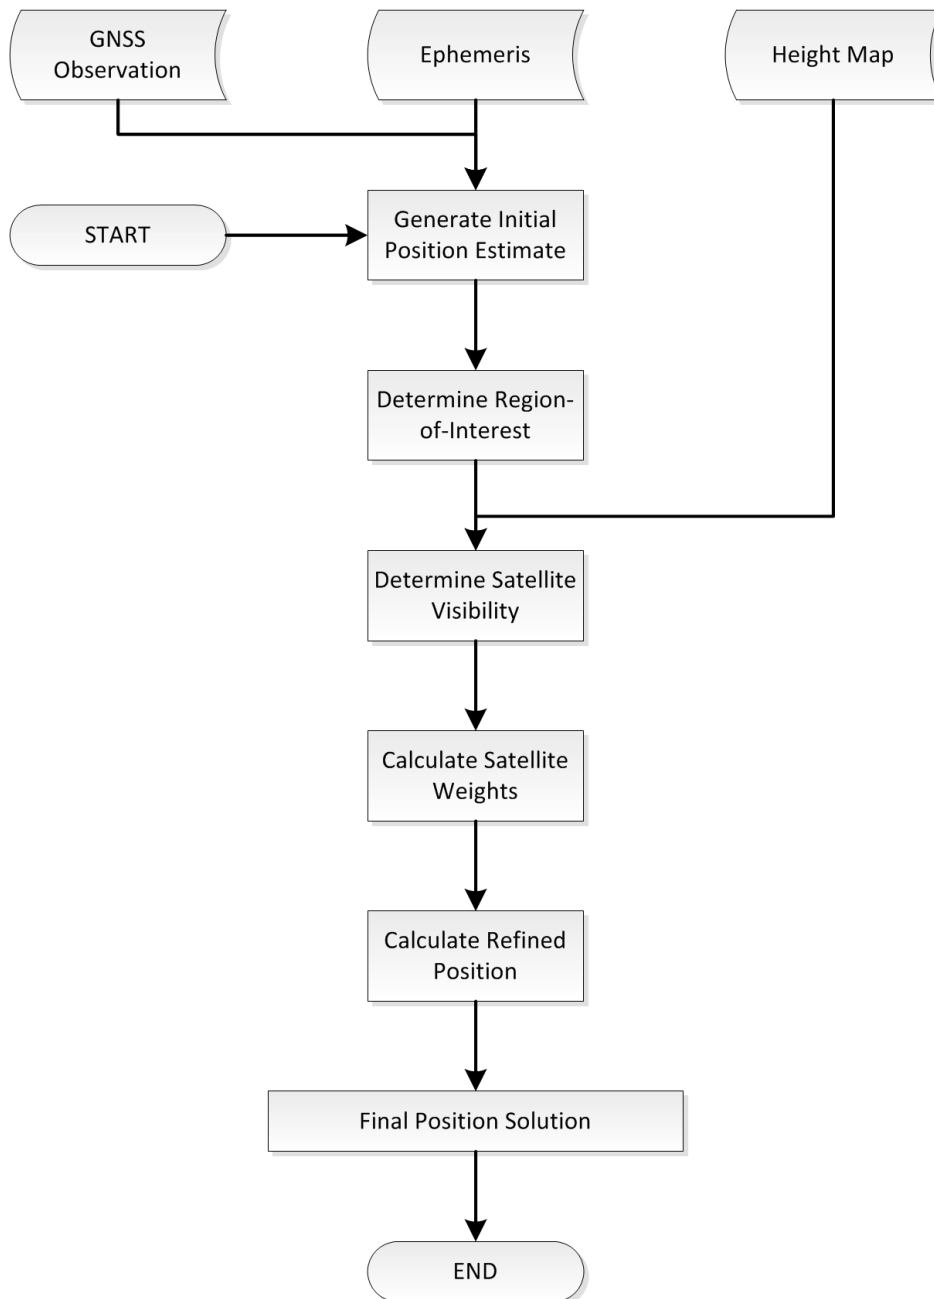 GNSS
Observation
Ephemeris
Height Map
START
Generate Initial
Position Estimate
Determine Region-
of-Interest
Determine Satellite
Visibility
Calculate Satellite
Weights
Calculate Refined
Position
Final Position Solution
END